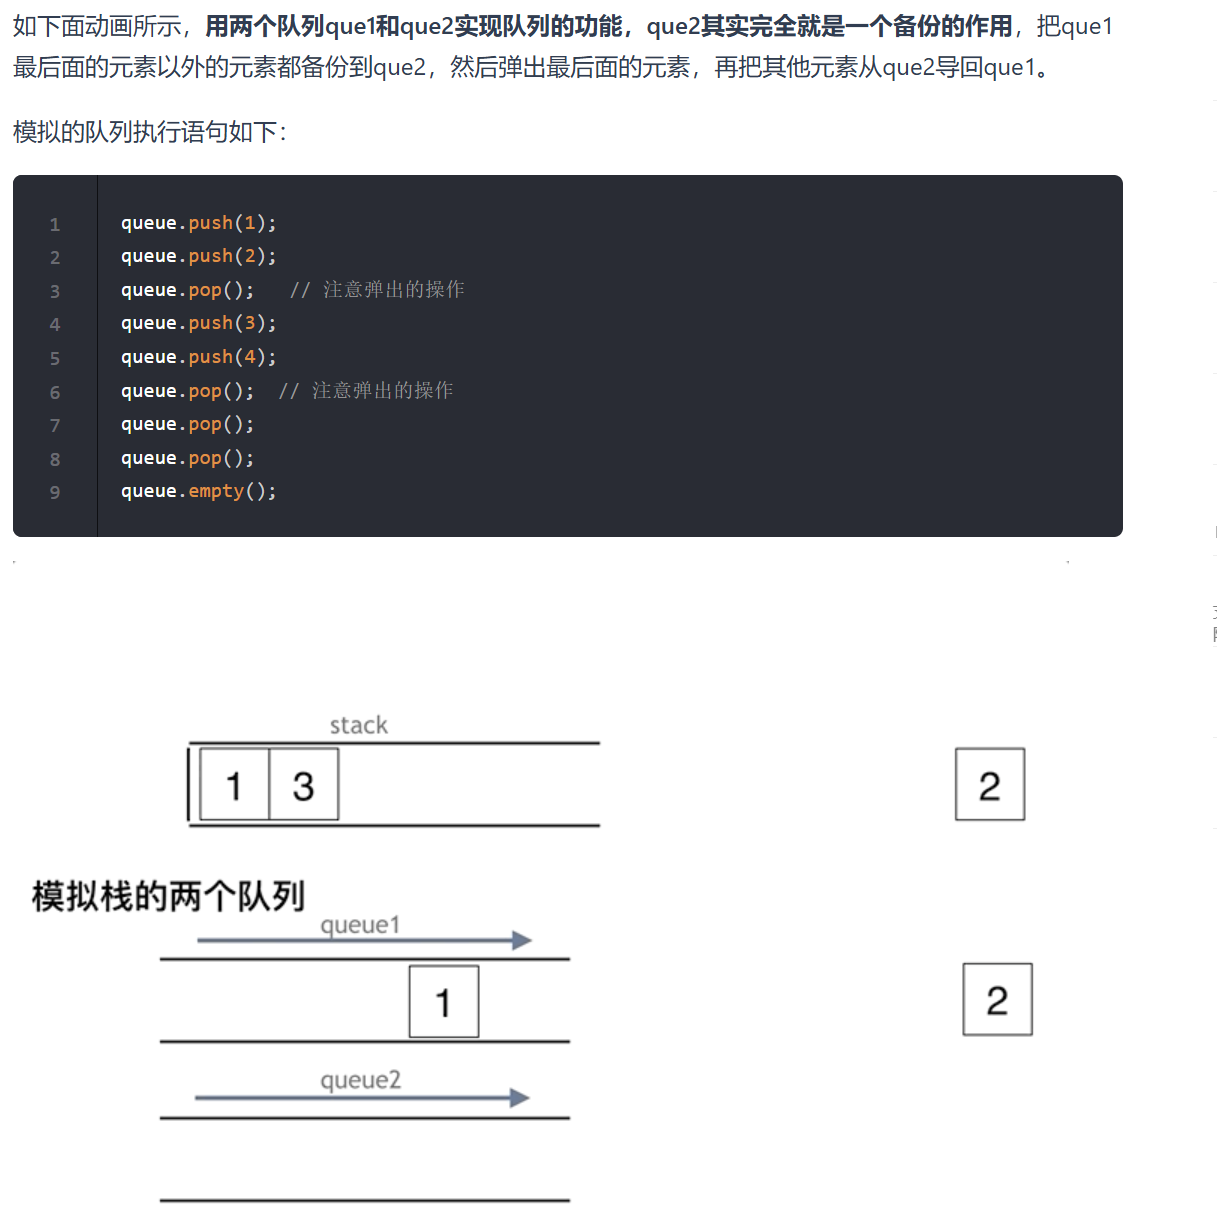 如下面动画所示，用两个队列que1和que2实现队列的功能，que2其实完全就是一个备份的作用，把que1
最后面的元素以外的元素都备份到que2，然后弹出最后面的元素，再把其他元素从que2导回que1。
模拟的队列执行语句如下：
1 queue.push(1);
2 queue.push(2);
3 queue.pop();   // 注意弹出的操作
4 queue.push(3);
5 queue.push(4);
6 queue.pop();  // 注意弹出的操作
7 queue.pop();
8 queue.pop();
9 queue.empty();
stack
1 3 2
模拟栈的两个队列
queue1
1 2
queue2